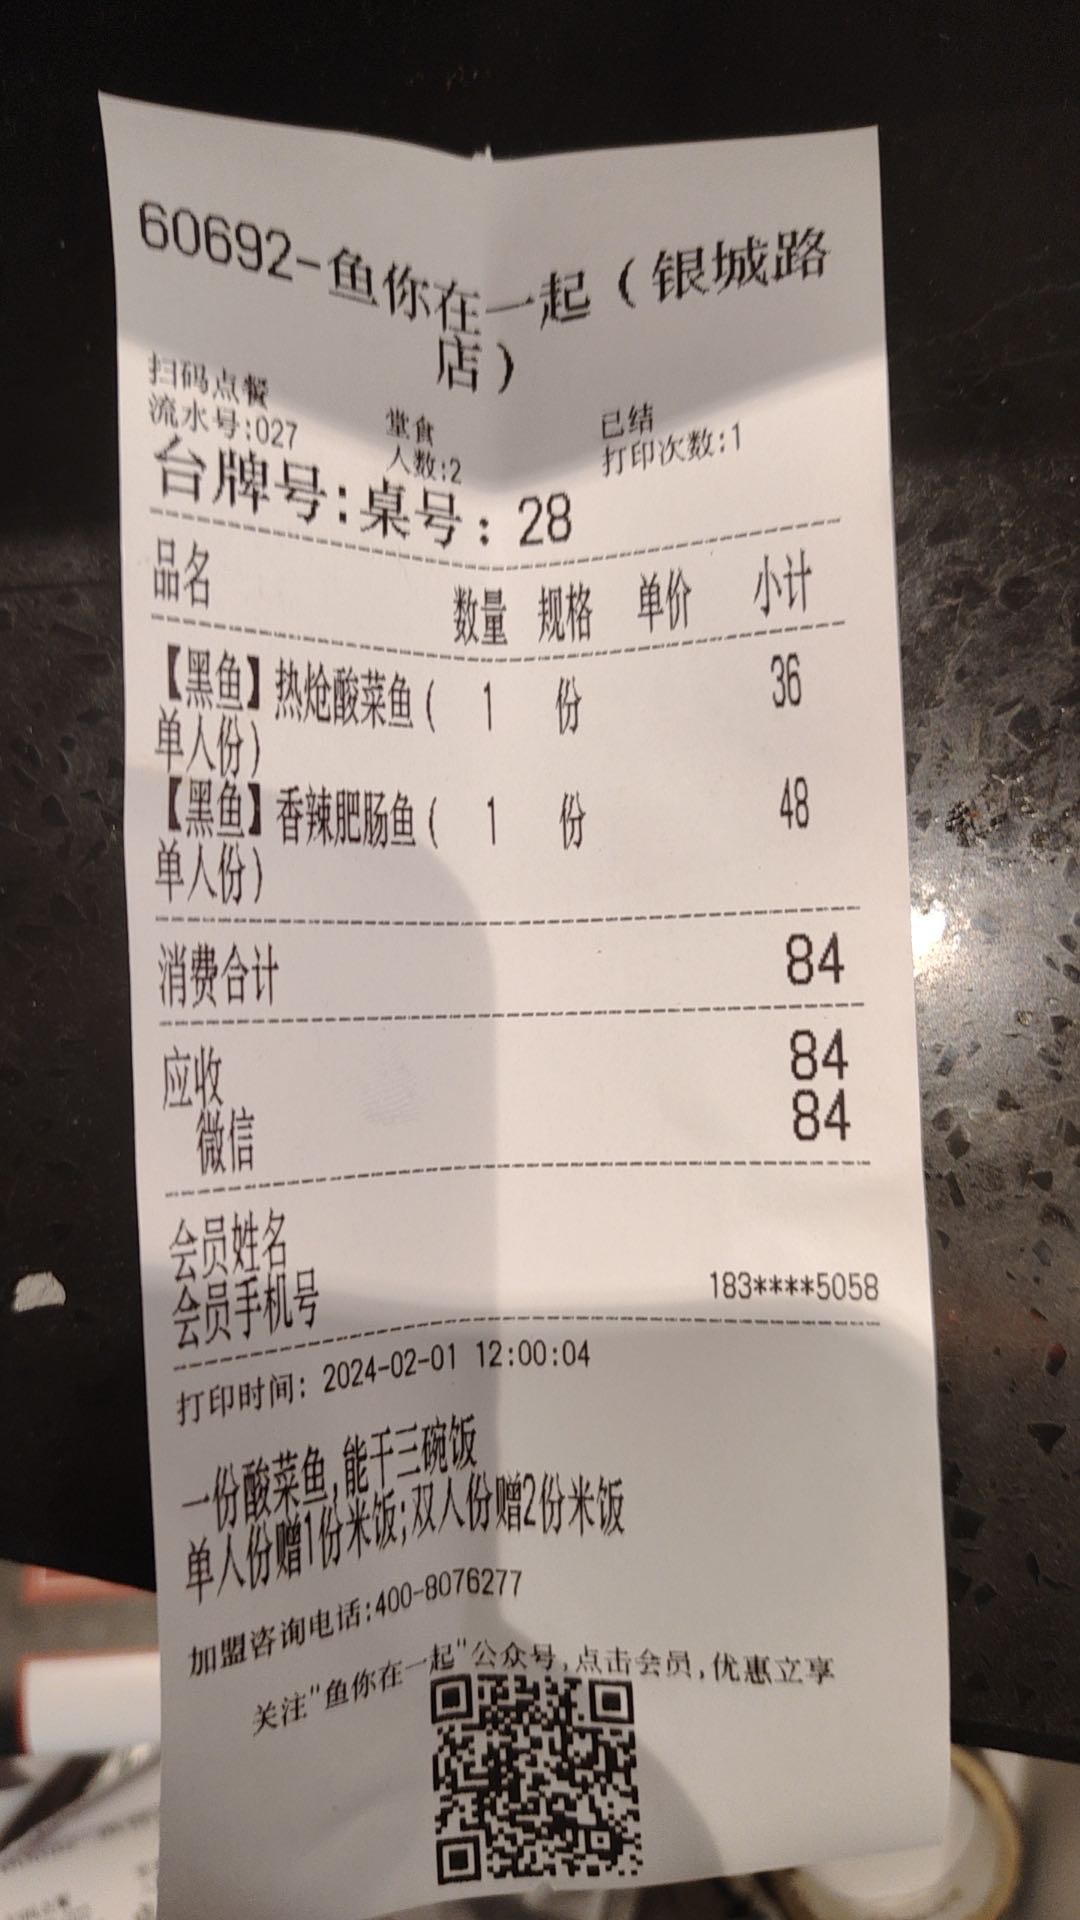 60692-鱼你在一起（银城路
店）
扫码点餐 堂食 已结
流水号:027 人数:2 打印次数:1
台牌号:桌号：28
品名 数量 规格 单价 小计
【黑鱼】热炝酸菜鱼( 1 份 36
单人份)
【黑鱼】香辣肥肠鱼( 1 份 48
单人份)
消费合计 84
应收 84
微信 84
会员姓名
会员手机号 183****5058
打印时间: 2024-02-01 12:00:04
一份酸菜鱼,能干三碗饭
单人份赠1份米饭;双人份赠2份米饭
加盟咨询电话:400-8076277
关注"鱼你在一起"公众号,点击会员,优惠立享